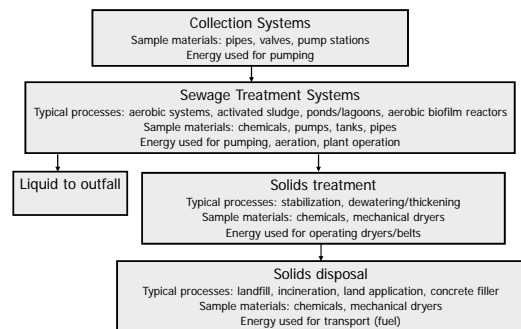 Collection Systems
Sample materials: pipes, valves, pump stations
Energy used for pumping
Sewage Treatment Systems
Typical processes: aerobic systems, activated sludge, ponds/lagoons, aerobic biofilm reactors
Sample materials: chemicals, pumps, tanks, pipes
Energy used for pumping, aeration, plant operation
Liquid to outfall
Solids treatment
Typical processes: stabilization, dewatering/thickening
Sample materials: chemicals, mechanical dryers
Energy used for operating dryers/belts
Solids disposal
Typical processes: landfill, incineration, land application, concrete filler
Sample materials: chemicals, mechanical dryers
Energy used for transport (fuel)